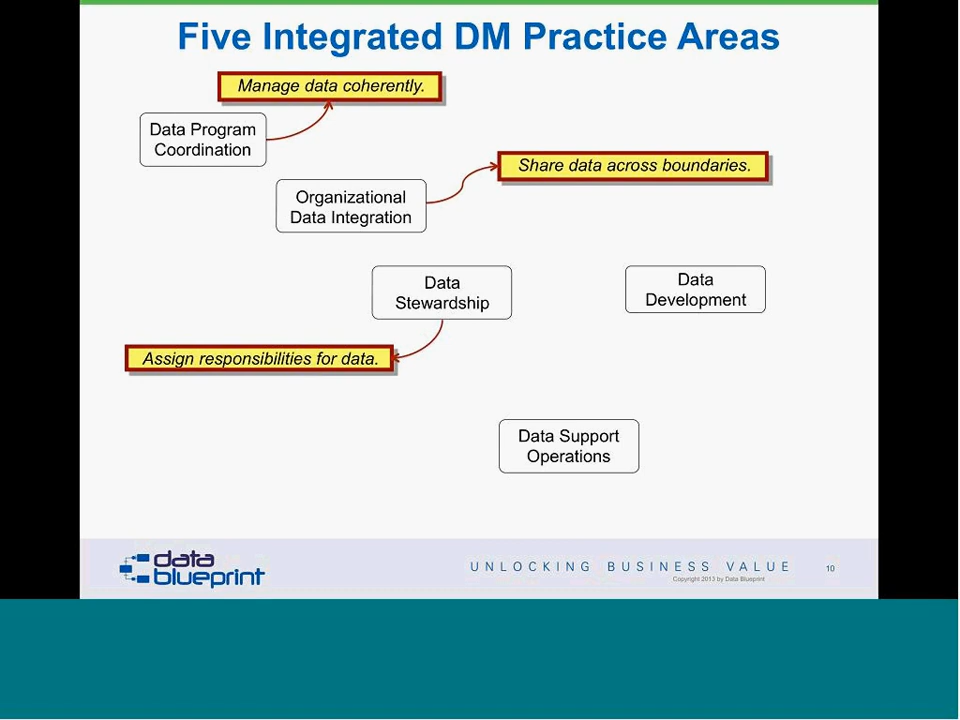 Five Integrated DM Practice Areas
Manage data coherently.
Data Program
Coordination
Share data across boundaries.
Organizational
Data Integration
Data
Stewardship
Data
Development
Assign responsibilities for data.
Data Support
Operations
data
blueprint
UNLOCKING BUSINESS VALUE
10
Copyright 2013 by Data Blueprint